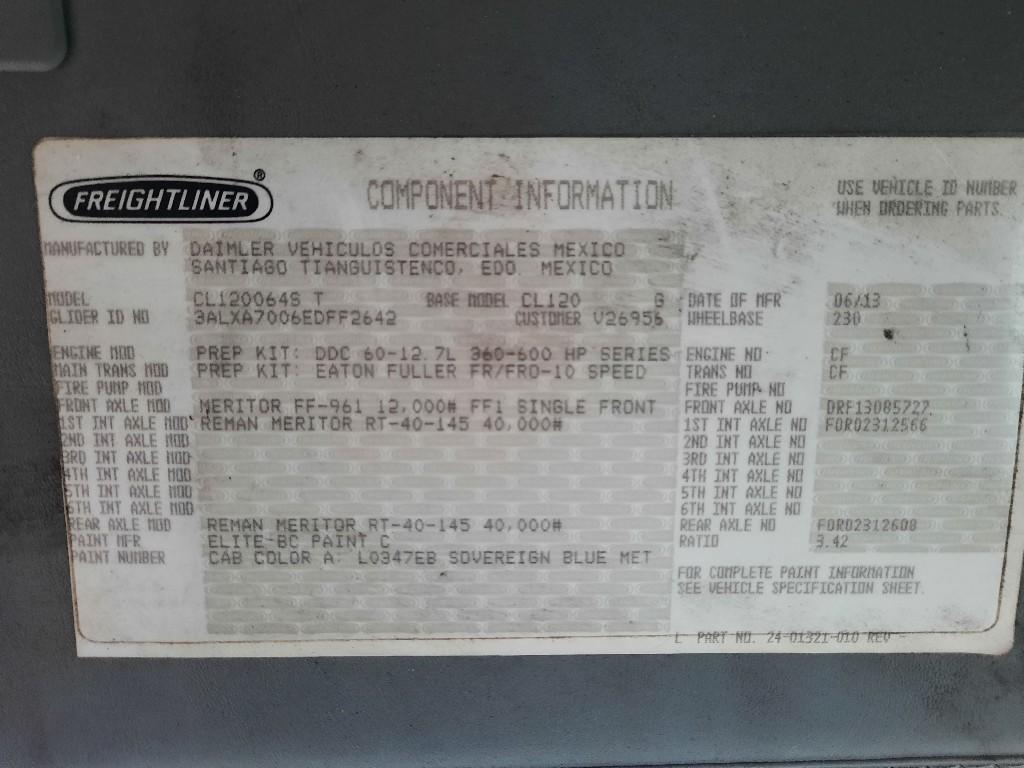 FREIGHTLINER®
COMPONENT INFORMATION
USE VEHICLE ID NUMBER
WHEN ORDERING PARTS.
MANUFACTURED BY DAIMLER VEHICULOS COMERCIALES MEXICO
SANTIAGO TIANGUISTENCO, EDO. MEXICO
MODEL CL120064S T BASE MODEL CL120 G DATE OF MFR 06/13
GLIDER ID NO 3ALXA7006EDFF2642 CUSTOMER V26956 WHEELBASE 230
ENGINE MOD PREP KIT: DDC 60-12.7L 360-600 HP SERIES ENGINE NO CF
MAIN TRANS MOD PREP KIT: EATON FULLER FR/FRO-10 SPEED TRANS NO CF
FIRE PUMP MOD FIRE PUMP NO
FRONT AXLE MOD MERITOR FF-961 12,000# FF1 SINGLE FRONT FRONT AXLE NO DRF13085727
1ST INT AXLE MOD REMAN MERITOR RT-40-145 40,000# 1ST INT AXLE NO FOR02312566
2ND INT AXLE MOD 2ND INT AXLE NO
3RD INT AXLE MOD 3RD INT AXLE NO
4TH INT AXLE MOD 4TH INT AXLE NO
5TH INT AXLE MOD 5TH INT AXLE NO
6TH INT AXLE MOD 6TH INT AXLE NO
REAR AXLE MOD REMAN MERITOR RT-40-145 40,000# REAR AXLE NO FOR02312608
PAINT MFR ELITE-BC PAINT C RATIO 3.42
PAINT NUMBER CAB COLOR A: L0347EB SOVEREIGN BLUE MET
FOR COMPLETE PAINT INFORMATION
SEE VEHICLE SPECIFICATION SHEET.
L PART NO. 24-01321-010 REV -